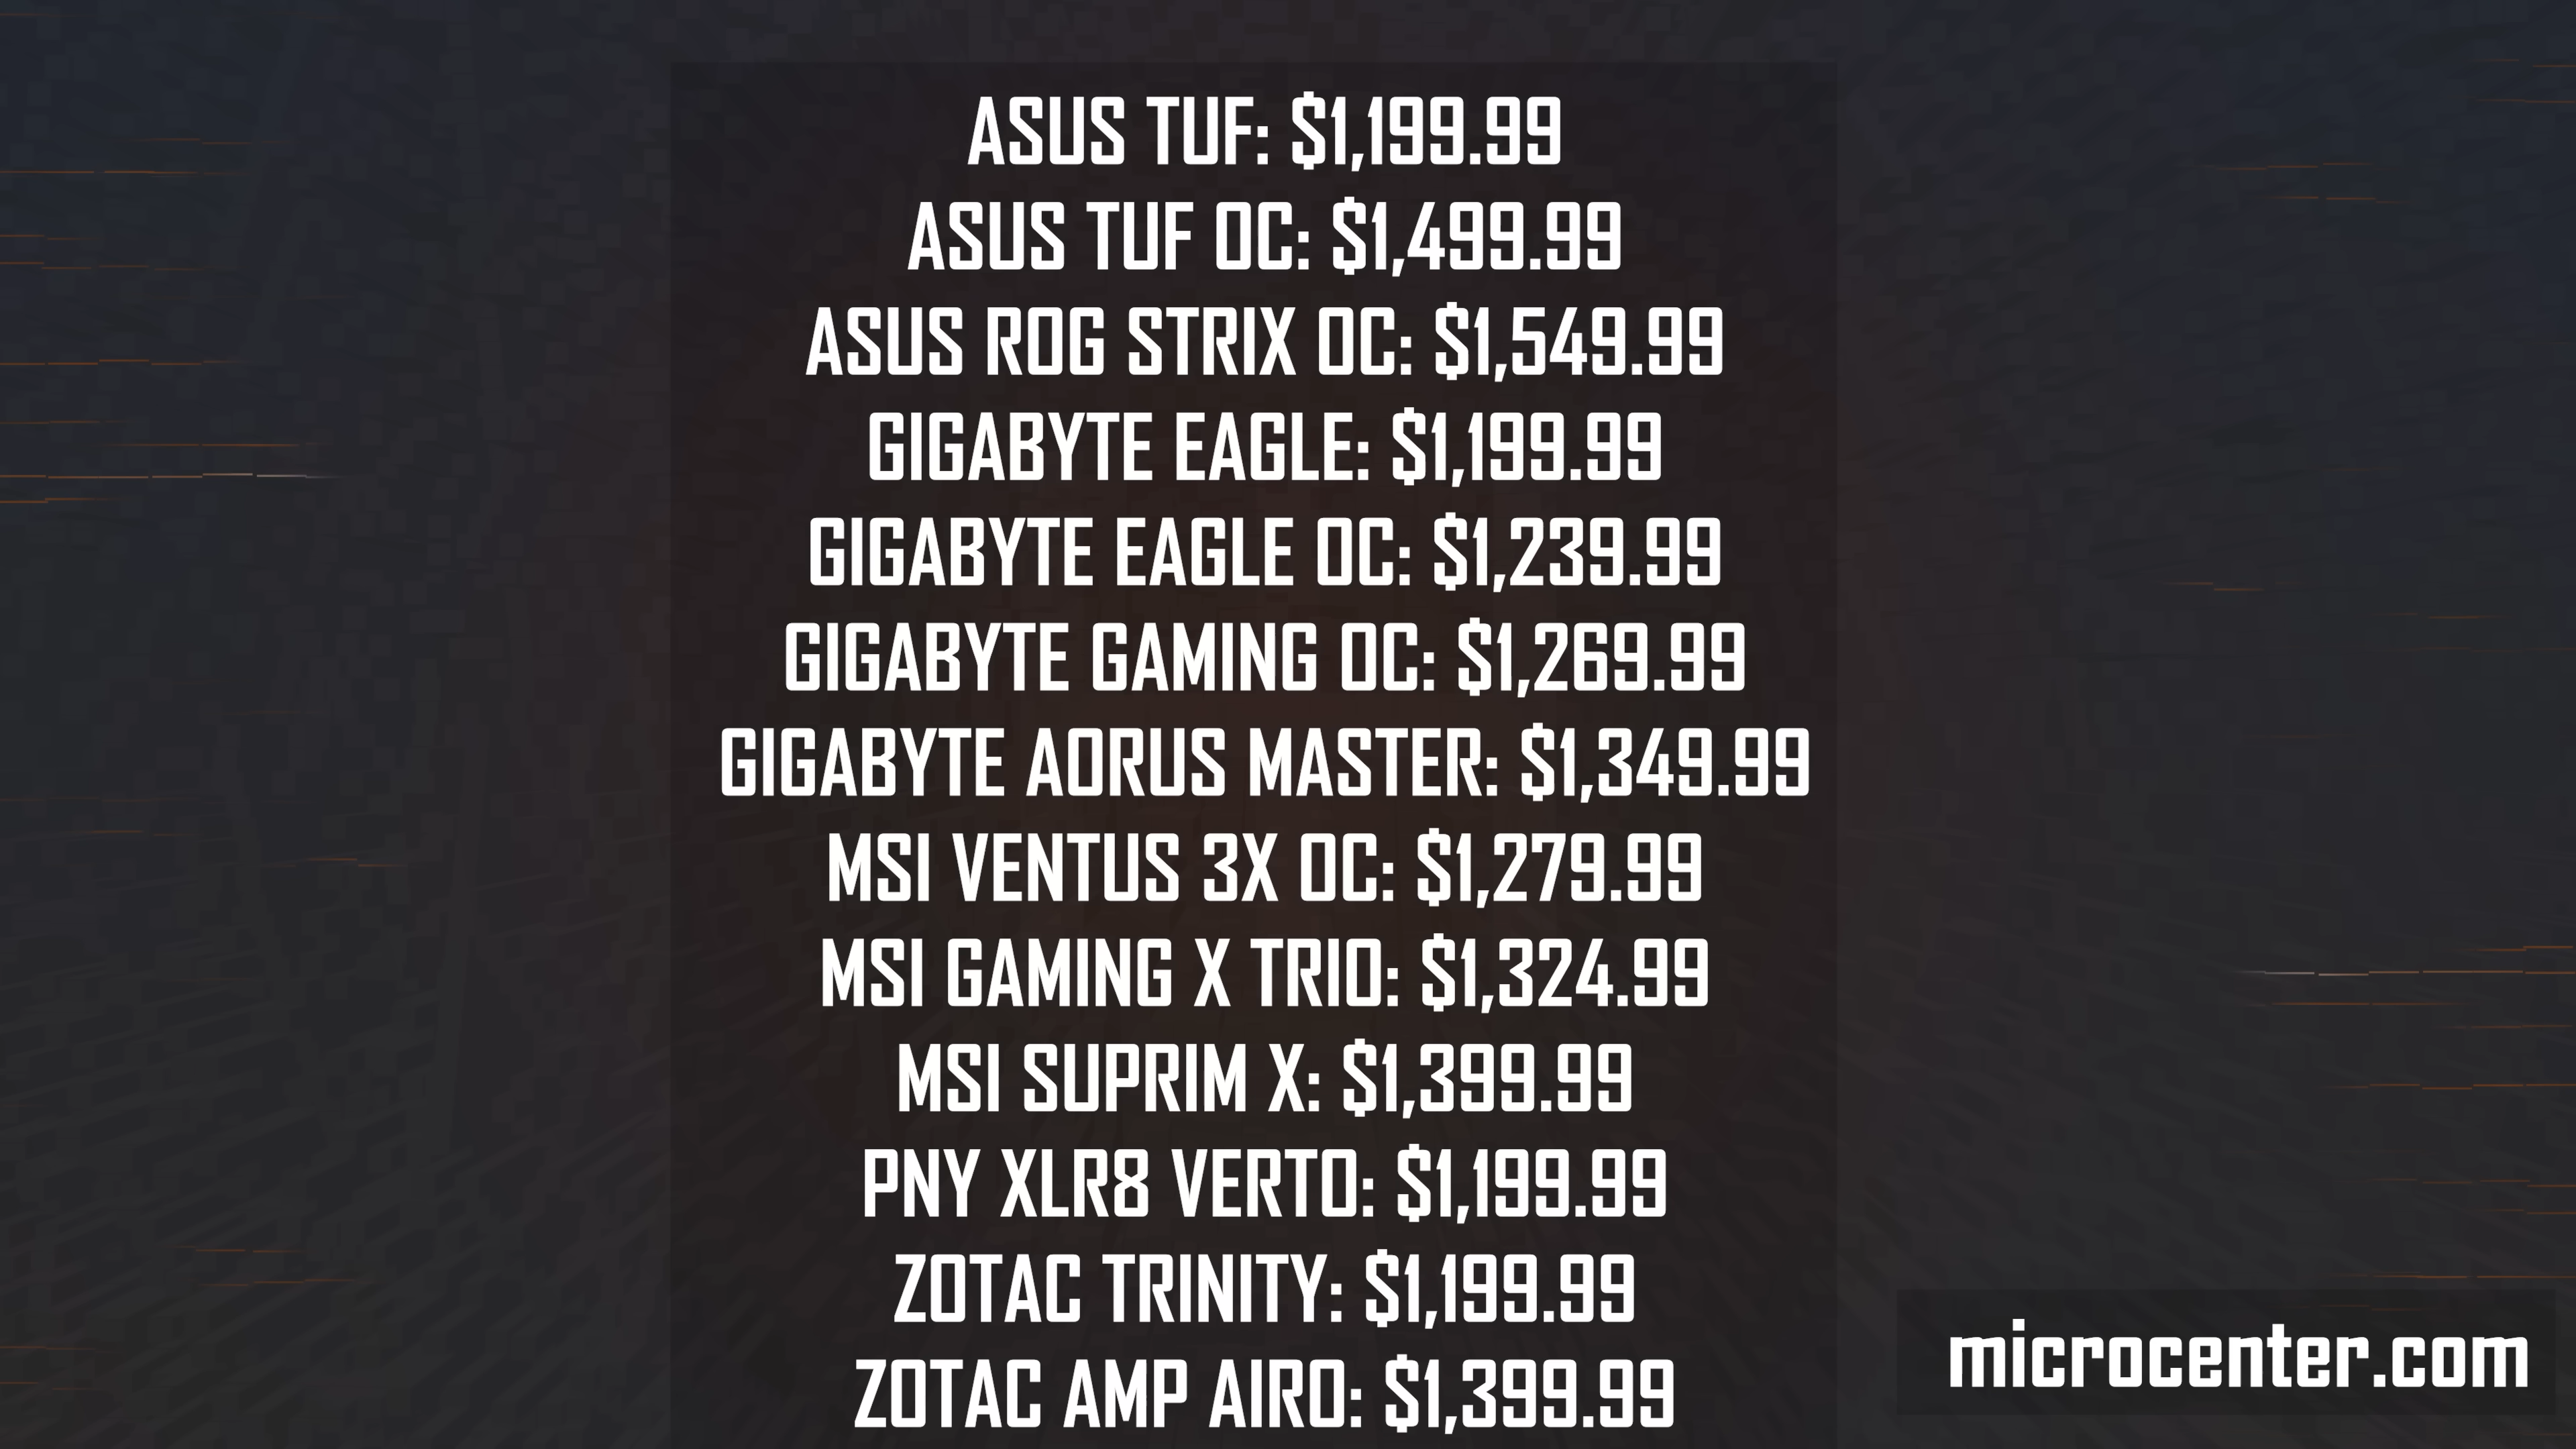 ASUS TUF: $1,199.99
ASUS TUF OC: $1,499.99
ASUS ROG STRIX OC: $1,549.99
GIGABYTE EAGLE: $1,199.99
GIGABYTE EAGLE OC: $1,239.99
GIGABYTE GAMING OC: $1,269.99
GIGABYTE AORUS MASTER: $1,349.99
MSI VENTUS 3X OC: $1,279.99
MSI GAMING X TRIO: $1,324.99
MSI SUPRIM X: $1,399.99
PNY XLR8 VERTO: $1,199.99
ZOTAC TRINITY: $1,199.99
ZOTAC AMP AIRO: $1,399.99
microcenter.com